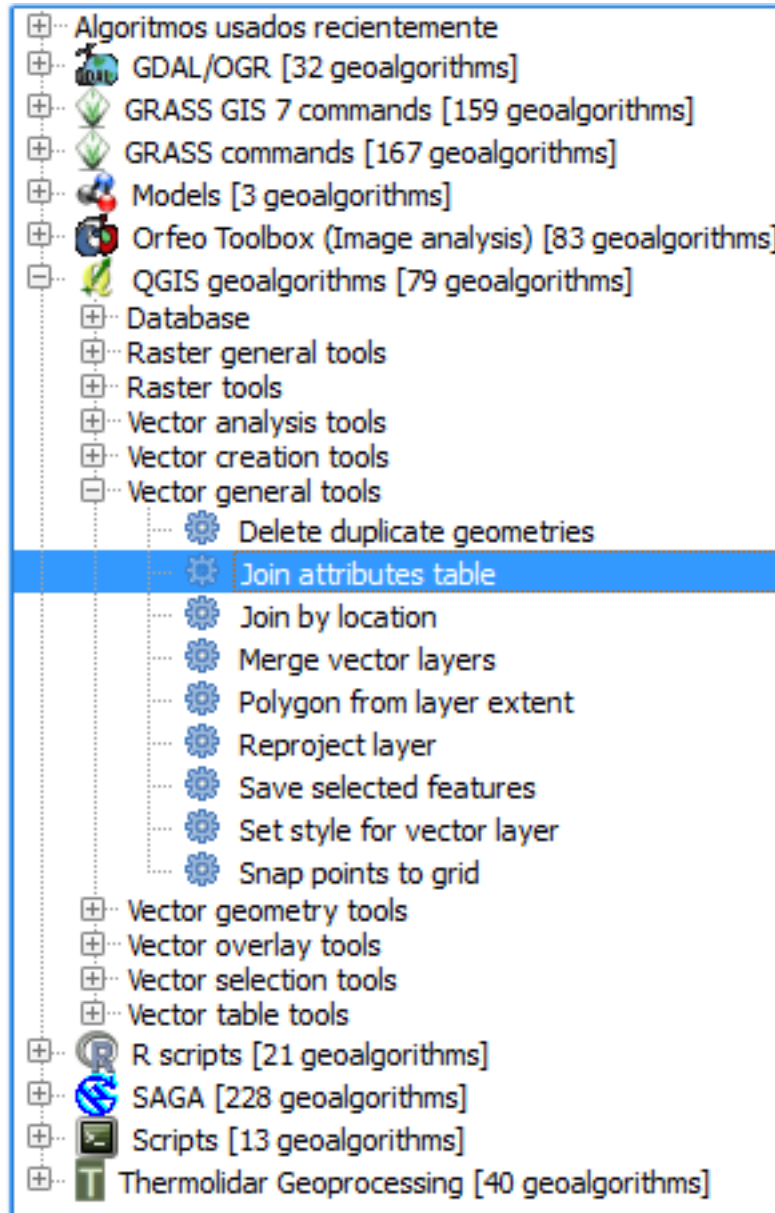 Algoritmos usados recientemente
GDAL/OGR [32 geoalgorithms]
GRASS GIS 7 commands [159 geoalgorithms]
GRASS commands [167 geoalgorithms]
Models [3 geoalgorithms]
Orfeo Toolbox (Image analysis) [83 geoalgorithms]
QGIS geoalgorithms [79 geoalgorithms]
Database
Raster general tools
Raster tools
Vector analysis tools
Vector creation tools
Vector general tools
Delete duplicate geometries
Join attributes table
Join by location
Merge vector layers
Polygon from layer extent
Reproject layer
Save selected features
Set style for vector layer
Snap points to grid
Vector geometry tools
Vector overlay tools
Vector selection tools
Vector table tools
R scripts [21 geoalgorithms]
SAGA [228 geoalgorithms]
Scripts [13 geoalgorithms]
Thermolidar Geoprocessing [40 geoalgorithms]